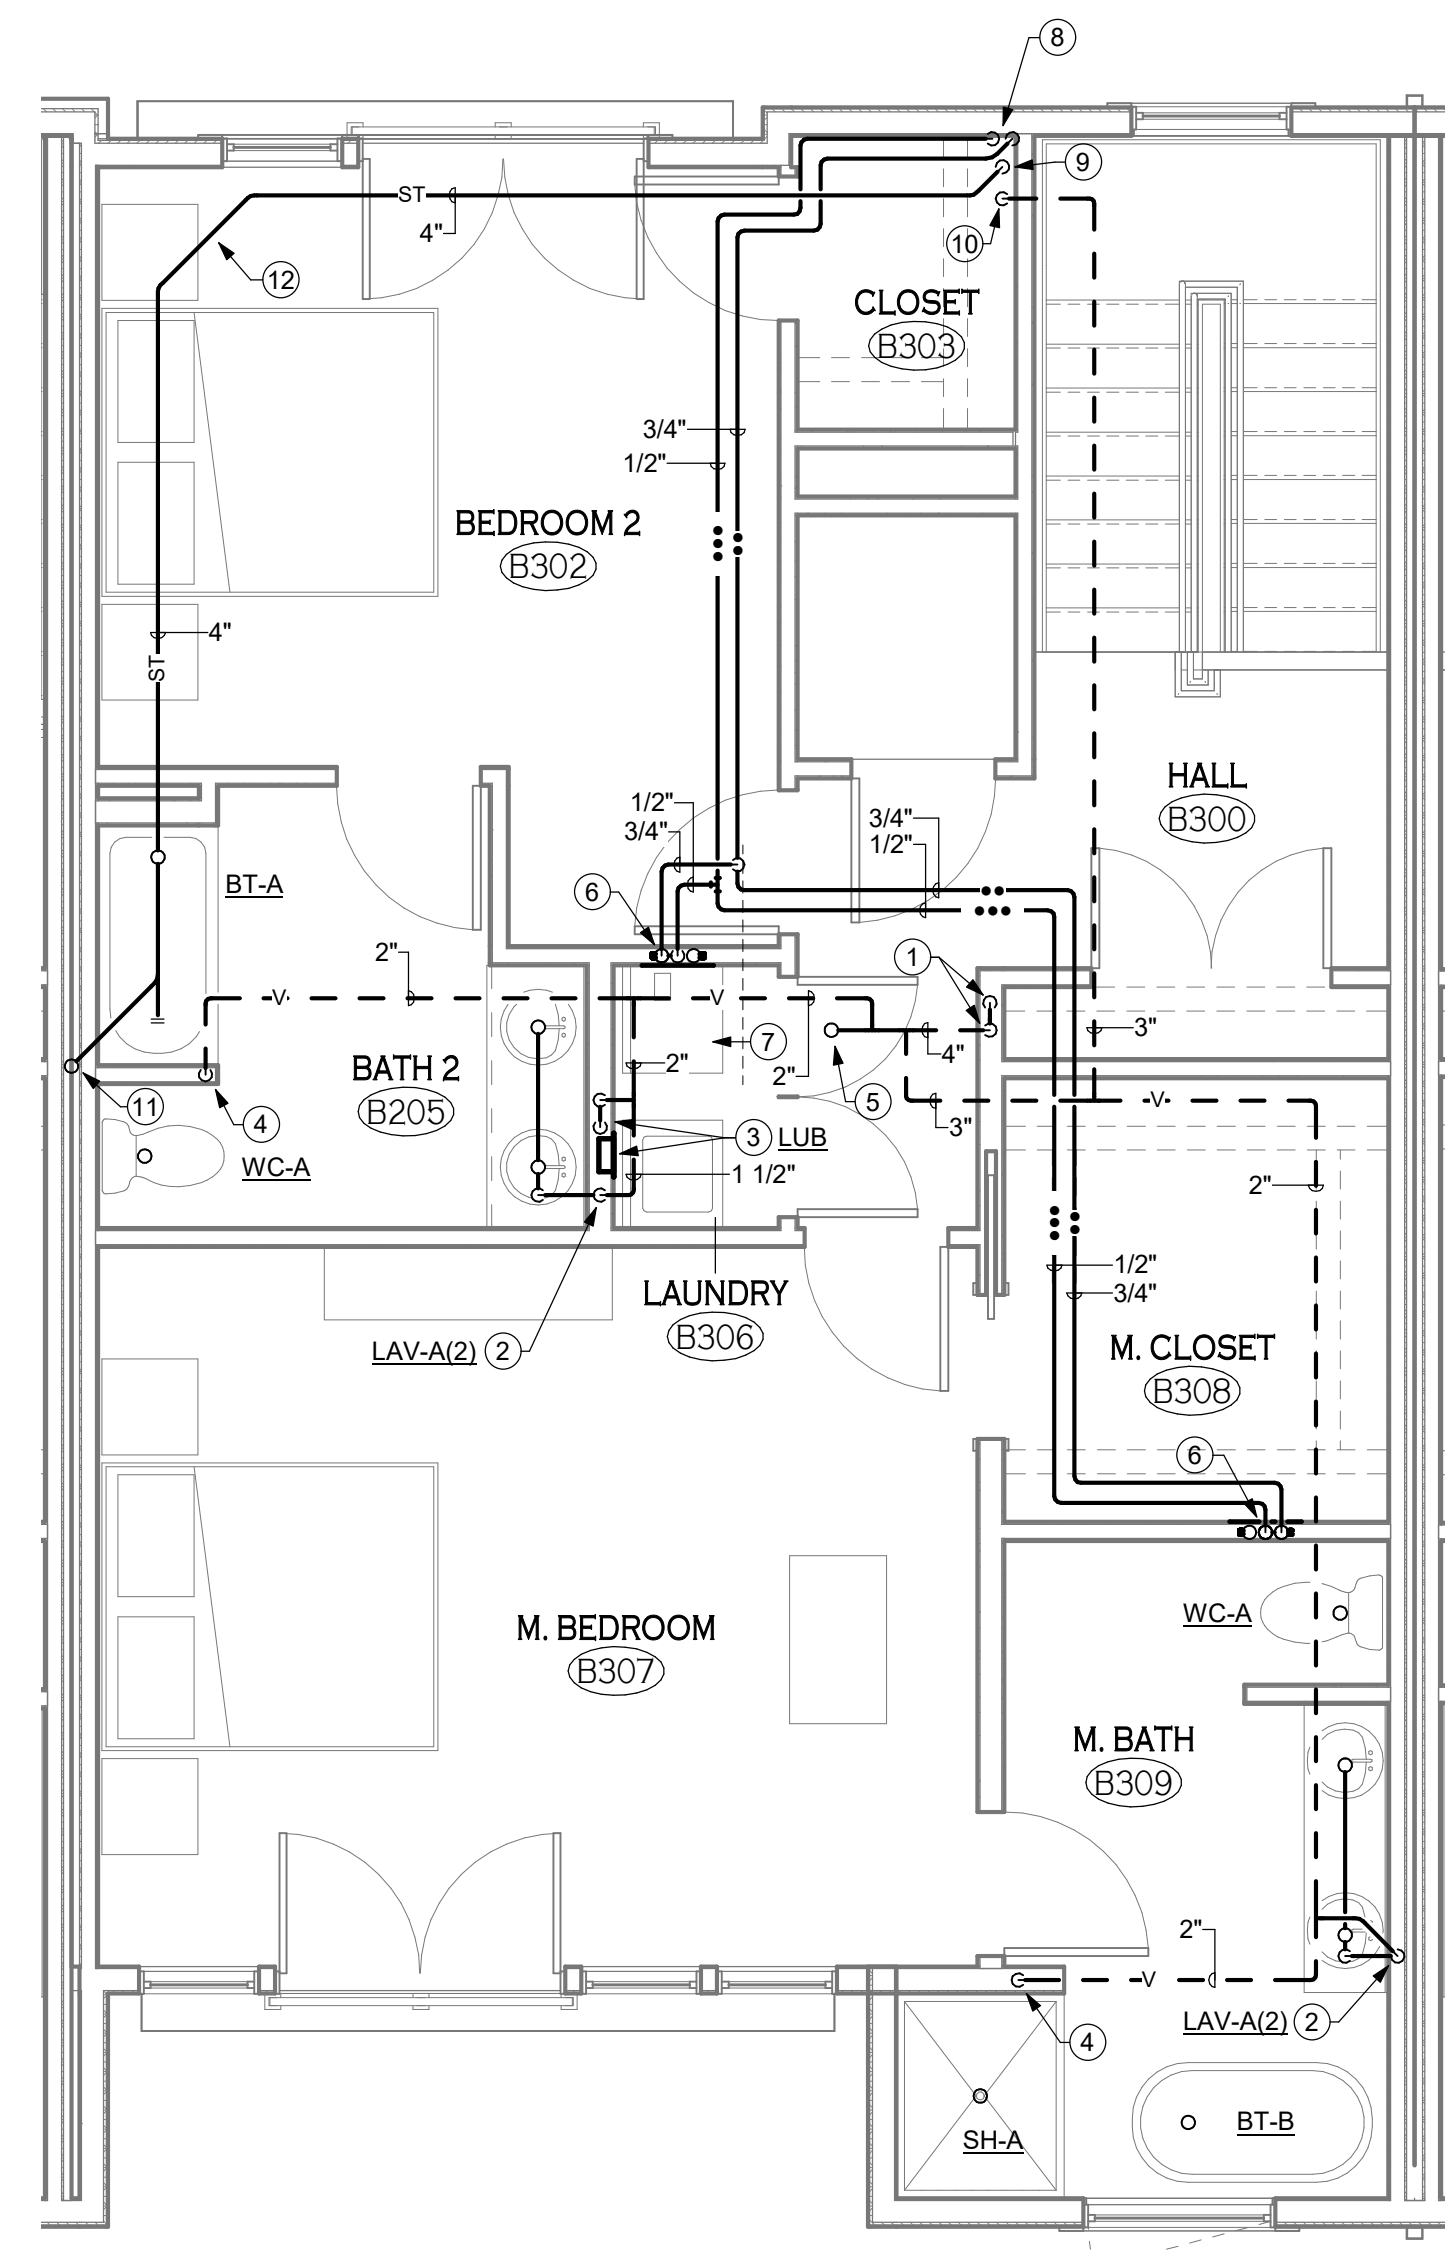 8
9
ST
4"
10
12
CLOSET
B303
3/4"
1/2"
BEDROOM 2
B302
4"
ST
HALL
B300
1/2"
3/4"
3/4"
1/2"
BT-A
6
2"
1
V
V
3"
7
4"
2"
2"
BATH 2
B205
5
V
11
4
3"
3 LUB
WC-A
1 1/2"
2"
1/2"
3/4"
LAUNDRY
B306
LAV-A(2) 2
M. CLOSET
B308
6
WC-A
M. BEDROOM
B307
M. BATH
B309
2"
V
LAV-A(2) 2
4
BT-B
SH-A